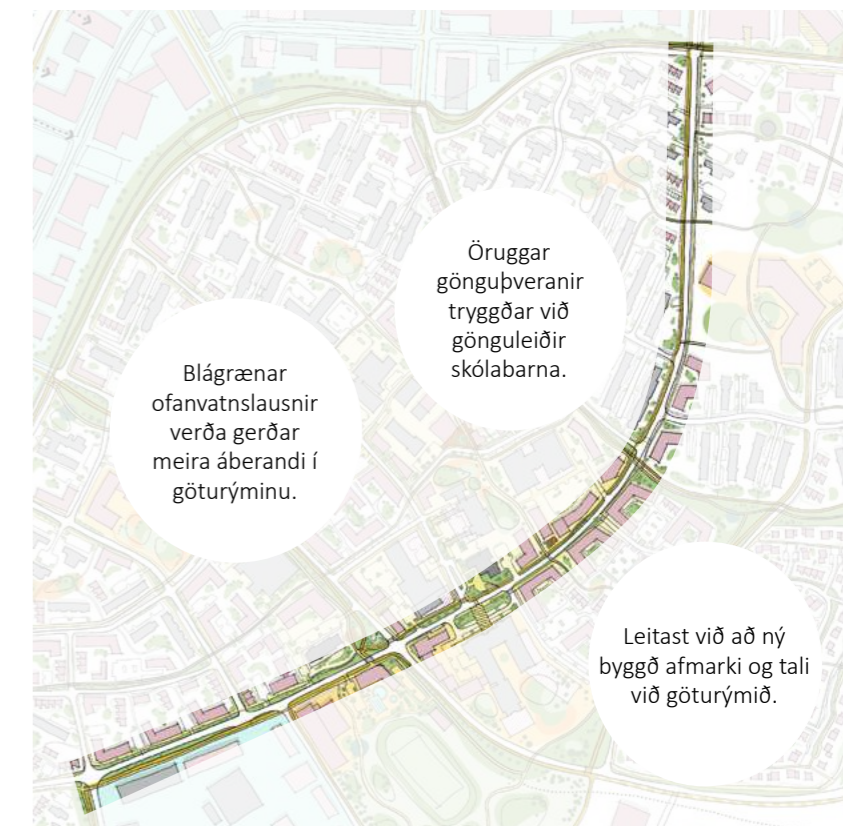 Öruggar
gönguþveranir
tryggðar við
gönguleiðir
skólabarna.
Blágrænar
ofanvatnslausnir
verða gerðar
meira áberandi í
göturýminu.
Leitast við að ný
byggð afmarki og tali
við göturýmið.